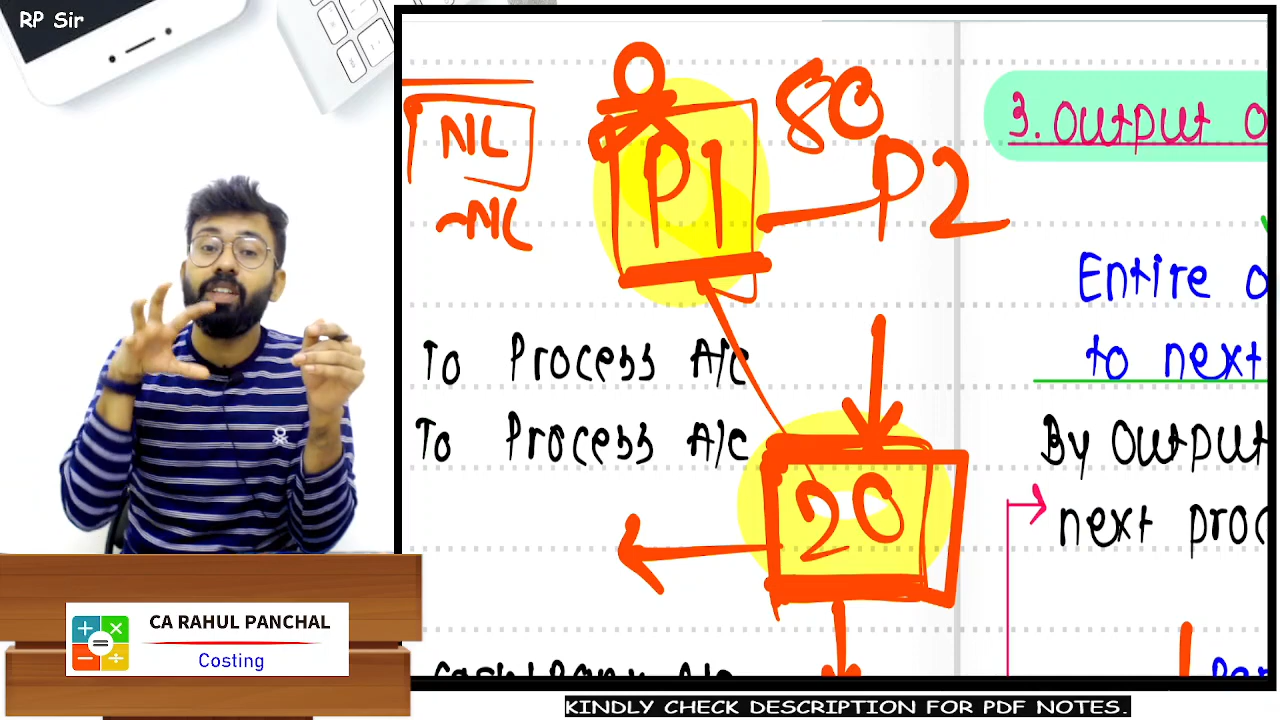 RP Sir
NL
~NL
P1
80
P2
3. Output O
Entire o
to next
To Process A/c
To Process A/c
By Output
next proc
20
CA RAHUL PANCHAL
Costing
KINDLY CHECK DESCRIPTION FOR PDF NOTES.